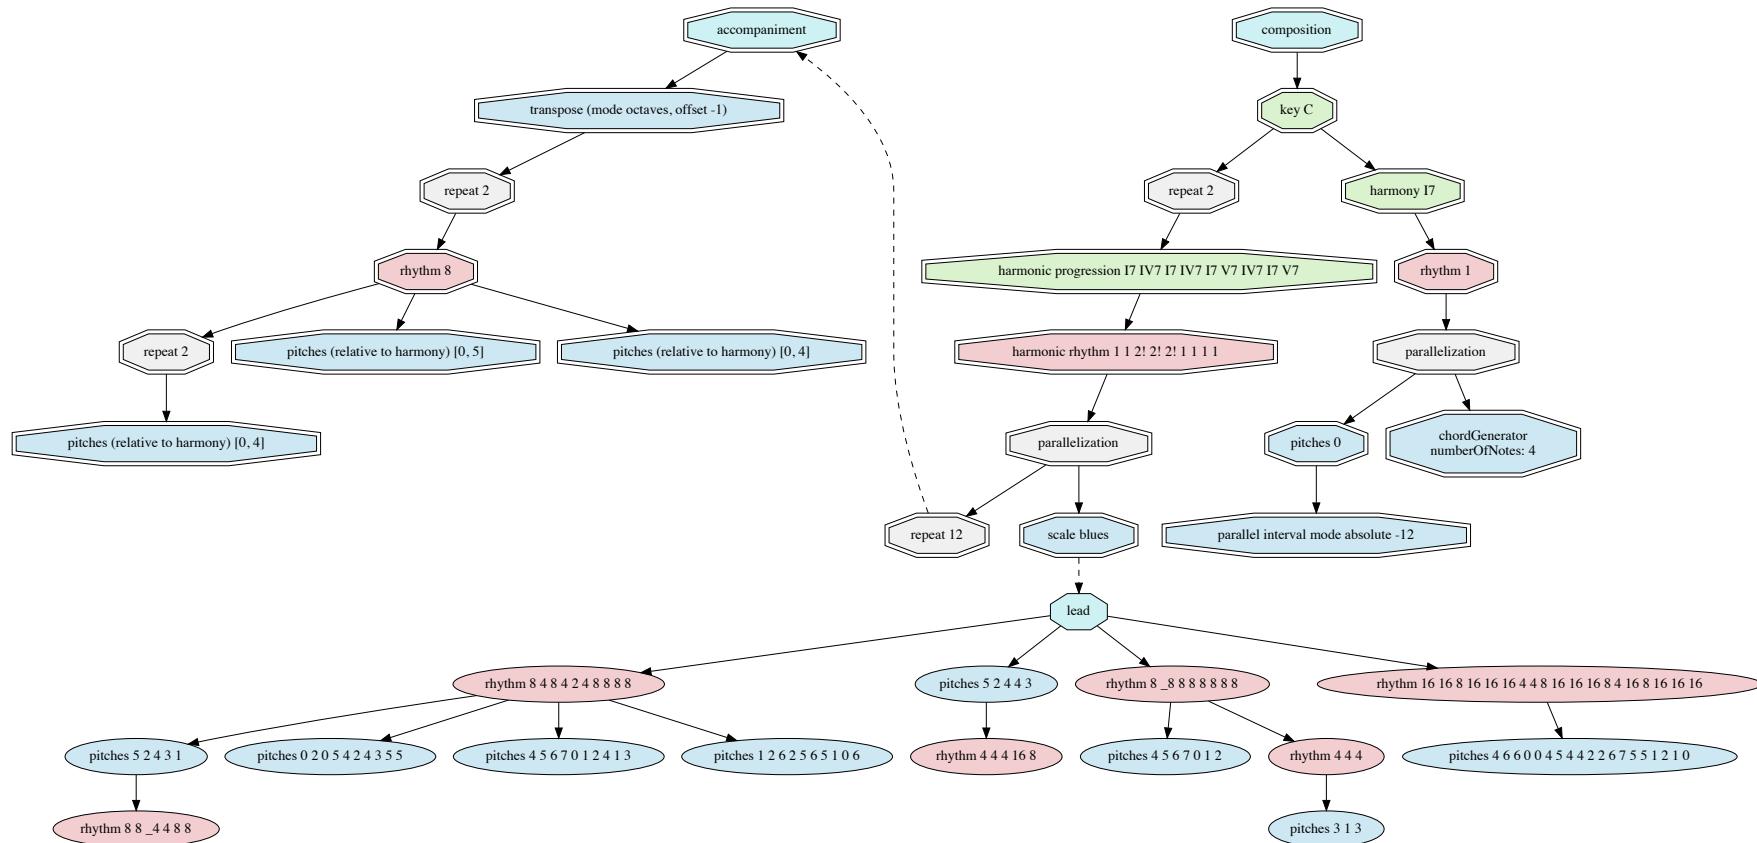 accompaniment
composition
transpose (mode octaves, offset -1)
key C
repeat 2
repeat 2
harmony I7
rhythm 8
harmonic progression I7 IV7 I7 IV7 I7 V7 IV7 I7 V7
rhythm 1
repeat 2
pitches (relative to harmony) [0, 5]
pitches (relative to harmony) [0, 4]
harmonic rhythm 1 1 2! 2! 2! 1 1 1 1
parallelization
pitches (relative to harmony) [0, 4]
parallelization
pitches 0
chordGenerator
numberOfNotes: 4
repeat 12
scale blues
parallel interval mode absolute -12
lead
rhythm 8 4 8 4 2 4 8 8 8 8
pitches 5 2 4 4 3
rhythm 8 _8 8 8 8 8 8 8
rhythm 16 16 8 16 16 16 4 4 8 16 16 16 8 4 16 8 16 16 16
pitches 5 2 4 3 1
pitches 0 2 0 5 4 2 4 3 5 5
pitches 4 5 6 7 0 1 2 4 1 3
pitches 1 2 6 2 5 6 5 1 0 6
rhythm 4 4 4 16 8
pitches 4 5 6 7 0 1 2
rhythm 4 4 4
pitches 4 6 6 0 0 4 5 4 4 2 2 6 7 5 5 1 2 1 0
rhythm 8 8 _4 4 8 8
pitches 3 1 3